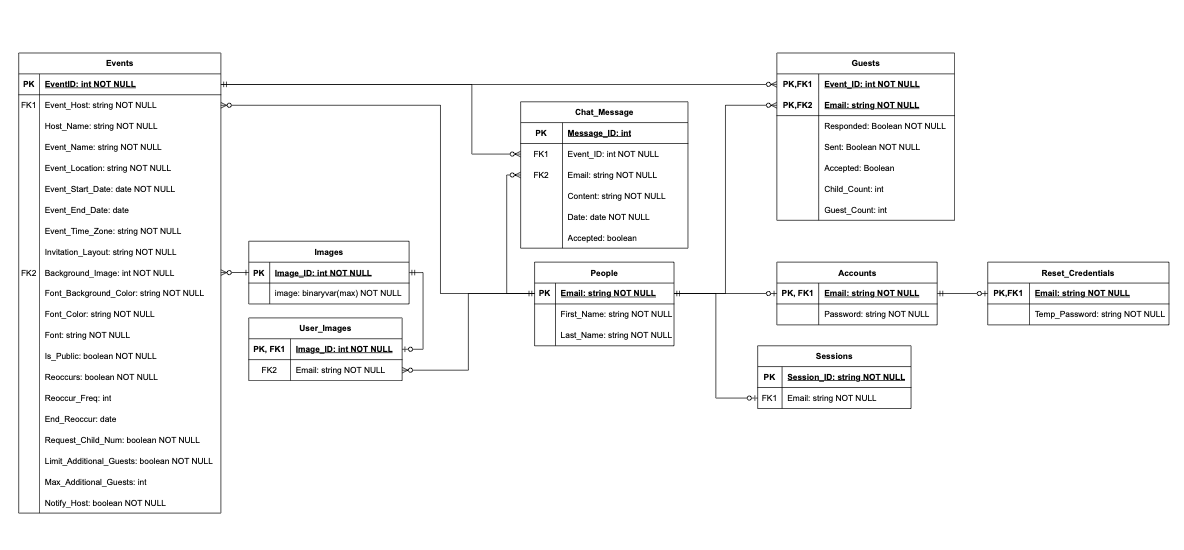 Events
PK EventID: int NOT NULL
FK1 Event_Host: string NOT NULL
Host_Name: string NOT NULL
Event_Name: string NOT NULL
Event_Location: string NOT NULL
Event_Start_Date: date NOT NULL
Event_End_Date: date
Event_Time_Zone: string NOT NULL
Invitation_Layout: string NOT NULL
FK2 Background_Image: int NOT NULL
Font_Background_Color: string NOT NULL
Font_Color: string NOT NULL
Font: string NOT NULL
Is_Public: boolean NOT NULL
Reoccurs: boolean NOT NULL
Reoccur_Freq: int
End_Reoccur: date
Request_Child_Num: boolean NOT NULL
Limit_Additional_Guests: boolean NOT NULL
Max_Additional_Guests: int
Notify_Host: boolean NOT NULL
Images
PK Image_ID: int NOT NULL
image: binaryvar(max) NOT NULL
User_Images
PK, FK1 Image_ID: int NOT NULL
FK2 Email: string NOT NULL
Chat_Message
PK Message_ID: int
FK1 Event_ID: int NOT NULL
FK2 Email: string NOT NULL
Content: string NOT NULL
Date: date NOT NULL
Accepted: boolean
People
PK Email: string NOT NULL
First_Name: string NOT NULL
Last_Name: string NOT NULL
Guests
PK,FK1 Event_ID: int NOT NULL
PK,FK2 Email: string NOT NULL
Responded: Boolean NOT NULL
Sent: Boolean NOT NULL
Accepted: Boolean
Child_Count: int
Guest_Count: int
Accounts
PK, FK1 Email: string NOT NULL
Password: string NOT NULL
Reset_Credentials
PK,FK1 Email: string NOT NULL
Temp_Password: string NOT NULL
Sessions
PK Session_ID: string NOT NULL
FK1 Email: string NOT NULL